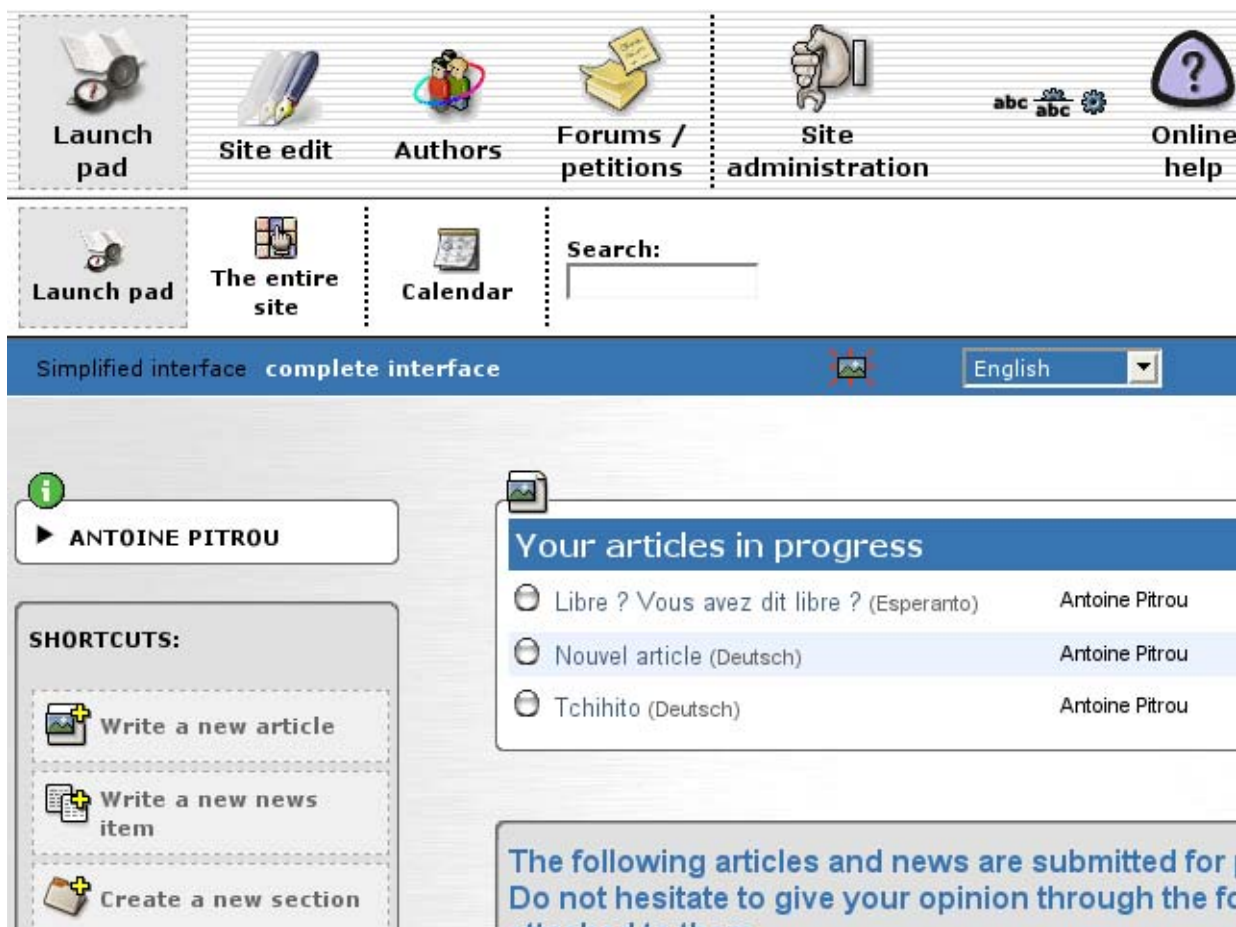 Launch
pad
Site edit
Authors
Forums /
petitions
Site
administration
abc
abc
Online
help
Launch pad
The entire
site
Calendar
Search:
Simplified interface complete interface
English
ANTOINE PITROU
SHORTCUTS:
Write a new article
Write a new news
item
Create a new section
Your articles in progress
Libre ? Vous avez dit libre ? (Esperanto) Antoine Pitrou
Nouvel article (Deutsch) Antoine Pitrou
Tchihito (Deutsch) Antoine Pitrou
The following articles and news are submitted for
Do not hesitate to give your opinion through the